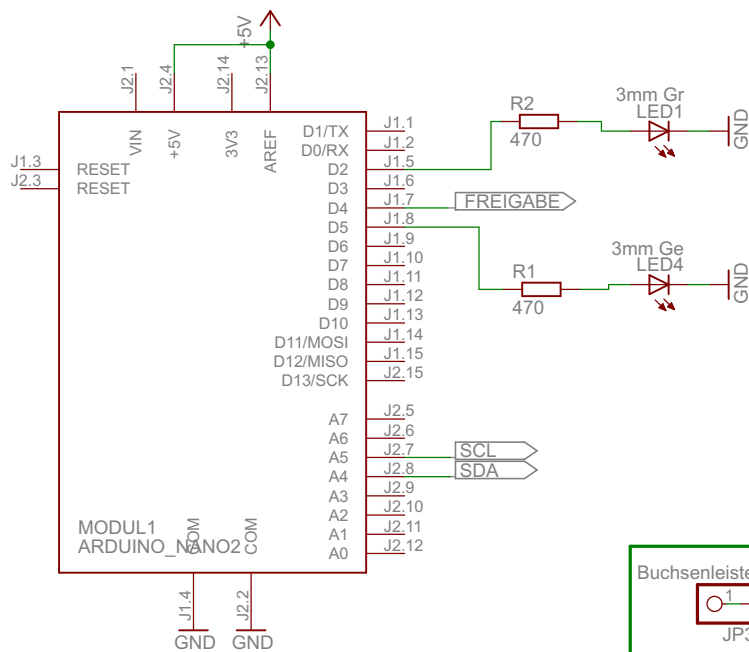 +5V
J2.1
J2.4
J2.14
J2.13
VIN
+5V
3V3
AREF
J1.3
RESET
J2.3
RESET
D1/TX
J1.1
D0/RX
J1.2
D2
J1.5
D3
J1.6
D4
J1.7
FREIGABE
D5
J1.8
D6
J1.9
D7
J1.10
D8
J1.11
D9
J1.12
D10
J1.13
D11/MOSI
J1.14
D12/MISO
J1.15
D13/SCK
J2.15
A7
J2.5
A6
J2.6
A5
J2.7
SCL
A4
J2.8
SDA
A3
J2.9
A2
J2.10
A1
J2.11
A0
J2.12
R2
470
3mm Gr
LED1
GND
R1
470
3mm Ge
LED4
GND
MODUL1
ARDUINO_NANO2
COM
COM
J1.4
J2.2
GND
GND
Buchsenleiste
1
JP3